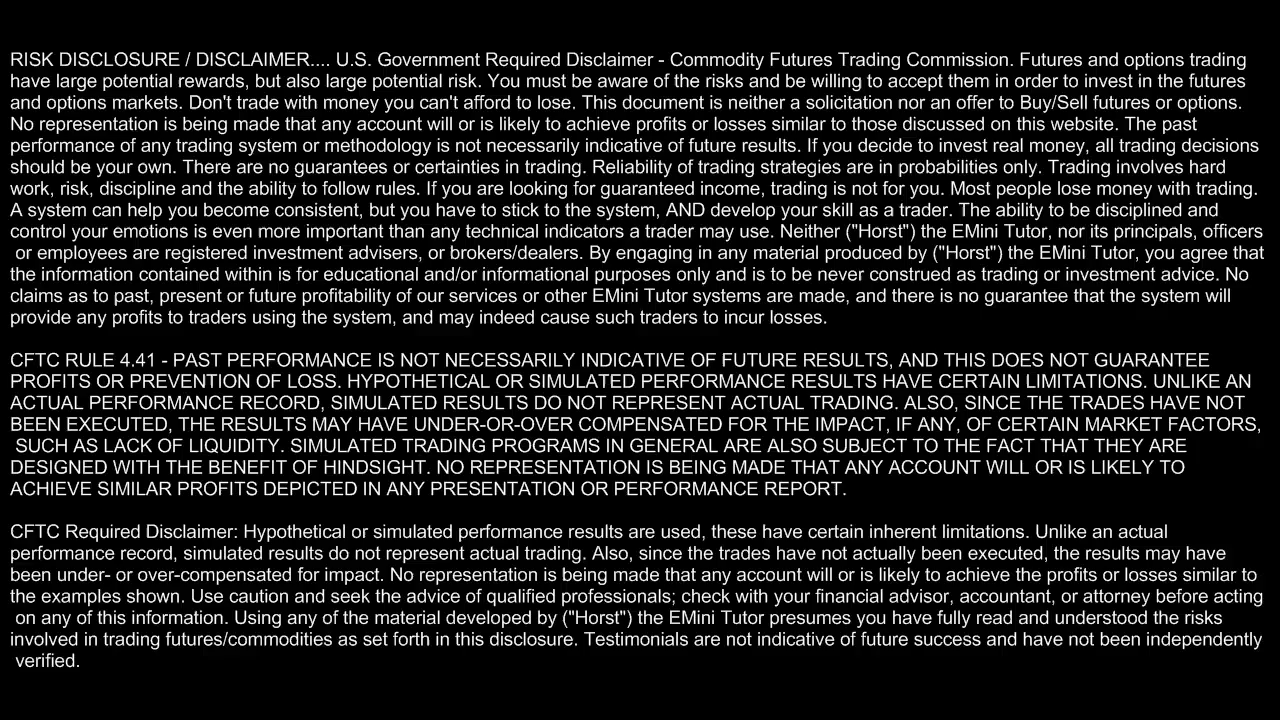 RISK DISCLOSURE / DISCLAIMER.... U.S. Government Required Disclaimer - Commodity Futures Trading Commission. Futures and options trading
have large potential rewards, but also large potential risk. You must be aware of the risks and be willing to accept them in order to invest in the futures
and options markets. Don't trade with money you can't afford to lose. This document is neither a solicitation nor an offer to Buy/Sell futures or options.
No representation is being made that any account will or is likely to achieve profits or losses similar to those discussed on this website. The past
performance of any trading system or methodology is not necessarily indicative of future results. If you decide to invest real money, all trading decisions
should be your own. There are no guarantees or certainties in trading. Reliability of trading strategies are in probabilities only. Trading involves hard
work, risk, discipline and the ability to follow rules. If you are looking for guaranteed income, trading is not for you. Most people lose money with trading.
A system can help you become consistent, but you have to stick to the system, AND develop your skill as a trader. The ability to be disciplined and
control your emotions is even more important than any technical indicators a trader may use. Neither ("Horst") the EMini Tutor, nor its principals, officers
or employees are registered investment advisers, or brokers/dealers. By engaging in any material produced by ("Horst") the EMini Tutor, you agree that
the information contained within is for educational and/or informational purposes only and is to be never construed as trading or investment advice. No
claims as to past, present or future profitability of our services or other EMini Tutor systems are made, and there is no guarantee that the system will
provide any profits to traders using the system, and may indeed cause such traders to incur losses.
CFTC RULE 4.41 - PAST PERFORMANCE IS NOT NECESSARILY INDICATIVE OF FUTURE RESULTS, AND THIS DOES NOT GUARANTEE
PROFITS OR PREVENTION OF LOSS. HYPOTHETICAL OR SIMULATED PERFORMANCE RESULTS HAVE CERTAIN LIMITATIONS. UNLIKE AN
ACTUAL PERFORMANCE RECORD, SIMULATED RESULTS DO NOT REPRESENT ACTUAL TRADING. ALSO, SINCE THE TRADES HAVE NOT
BEEN EXECUTED, THE RESULTS MAY HAVE UNDER-OR-OVER COMPENSATED FOR THE IMPACT, IF ANY, OF CERTAIN MARKET FACTORS,
SUCH AS LACK OF LIQUIDITY. SIMULATED TRADING PROGRAMS IN GENERAL ARE ALSO SUBJECT TO THE FACT THAT THEY ARE
DESIGNED WITH THE BENEFIT OF HINDSIGHT. NO REPRESENTATION IS BEING MADE THAT ANY ACCOUNT WILL OR IS LIKELY TO
ACHIEVE SIMILAR PROFITS DEPICTED IN ANY PRESENTATION OR PERFORMANCE REPORT.
CFTC Required Disclaimer: Hypothetical or simulated performance results are used, these have certain inherent limitations. Unlike an actual
performance record, simulated results do not represent actual trading. Also, since the trades have not actually been executed, the results may have
been under- or over-compensated for impact. No representation is being made that any account will or is likely to achieve the profits or losses similar to
the examples shown. Use caution and seek the advice of qualified professionals; check with your financial advisor, accountant, or attorney before acting
on any of this information. Using any of the material developed by ("Horst") the EMini Tutor presumes you have fully read and understood the risks
involved in trading futures/commodities as set forth in this disclosure. Testimonials are not indicative of future success and have not been independently
verified.